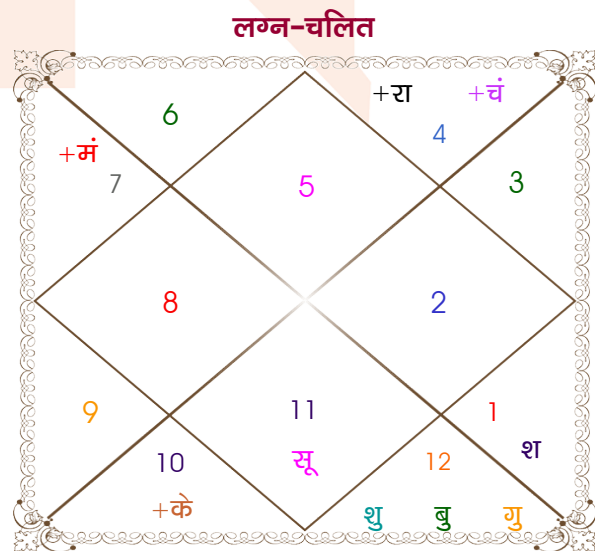 लग्न-चलित
+रा +चं
6 4
+मं
7 5 3
8 2
9 11 1
10 सू 12 श
+के शु बु गु